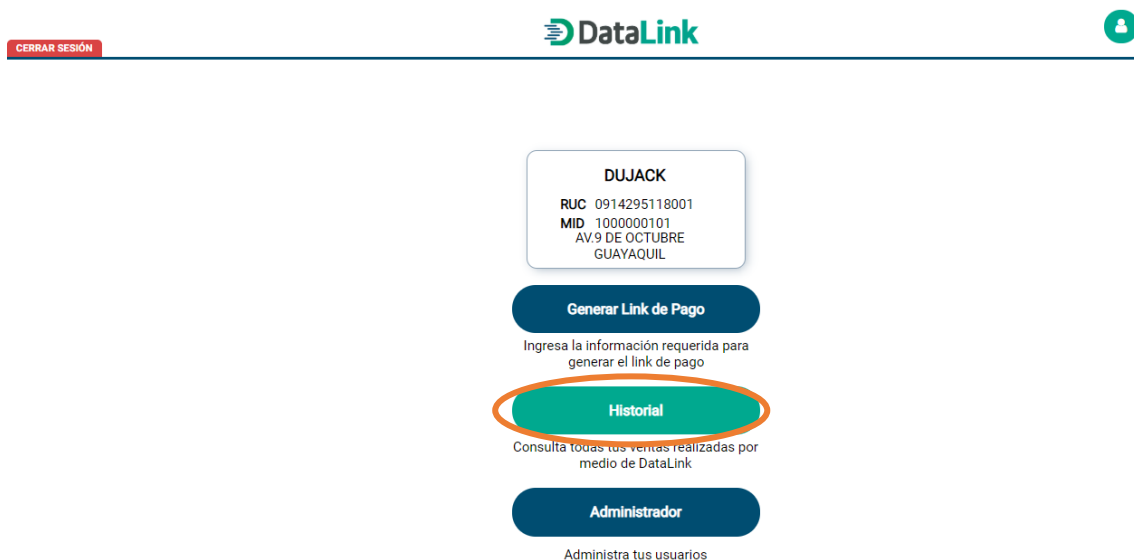 DataLink
CERRAR SESIÓN
DUJACK
RUC 0914295118001
MID 1000000101
AV.9 DE OCTUBRE
GUAYAQUIL
Generar Link de Pago
Ingresa la información requerida para
generar el link de pago
Historial
Consulta todas tus ventas realizadas por
medio de DataLink
Administrador
Administra tus usuarios